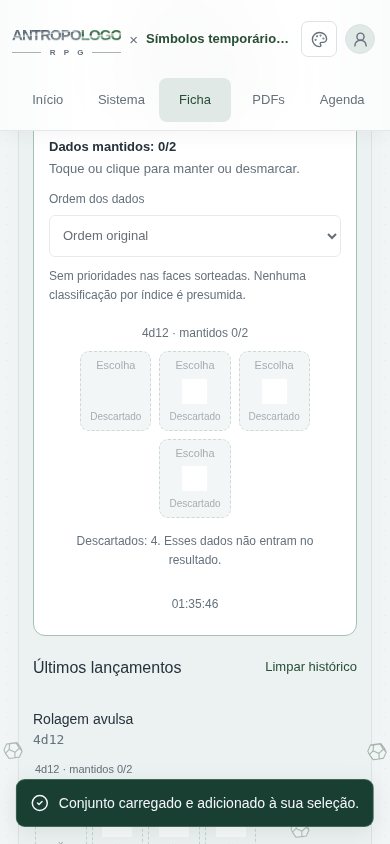 ANTROPOLOGO
RPG
× Símbolos temporário…
Início Sistema Ficha PDFs Agenda
Dados mantidos: 0/2
Toque ou clique para manter ou desmarcar.
Ordem dos dados
Ordem original
Sem prioridades nas faces sorteadas. Nenhuma
classificação por índice é presumida.
4d12 · mantidos 0/2
Escolha Escolha Escolha
Descartado Descartado Descartado
Escolha
Descartado
Descartados: 4. Esses dados não entram no
resultado.
01:35:46
Últimos lançamentos Limpar histórico
Rolagem avulsa
4d12
4d12 · mantidos 0/2
Conjunto carregado e adicionado à sua seleção.